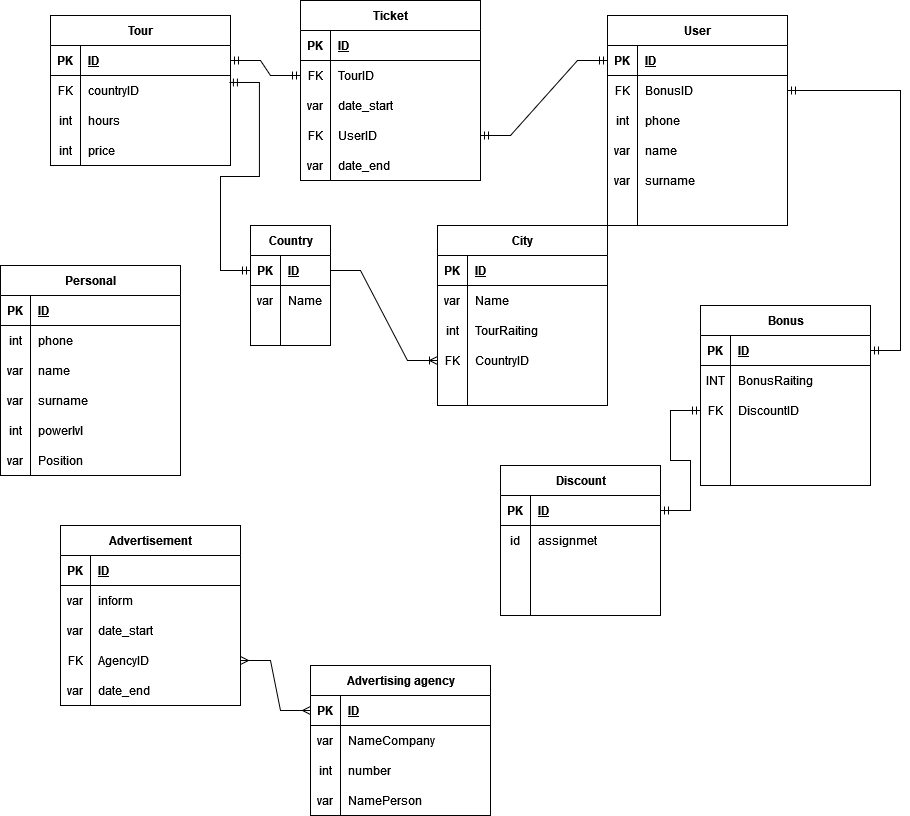 Tour
PK ID
FK countryID
int hours
int price
Ticket
PK ID
FK TourID
var date_start
FK UserID
var date_end
User
PK ID
FK BonusID
int phone
var name
var surname
Country
PK ID
var Name
City
PK ID
var Name
int TourRaiting
FK CountryID
Personal
PK ID
int phone
var name
var surname
int powerlvl
var Position
Bonus
PK ID
INT BonusRaiting
FK DiscountID
Discount
PK ID
id assignmet
Advertisement
PK ID
var inform
var date_start
FK AgencyID
var date_end
Advertising agency
PK ID
var NameCompany
int number
var NamePerson